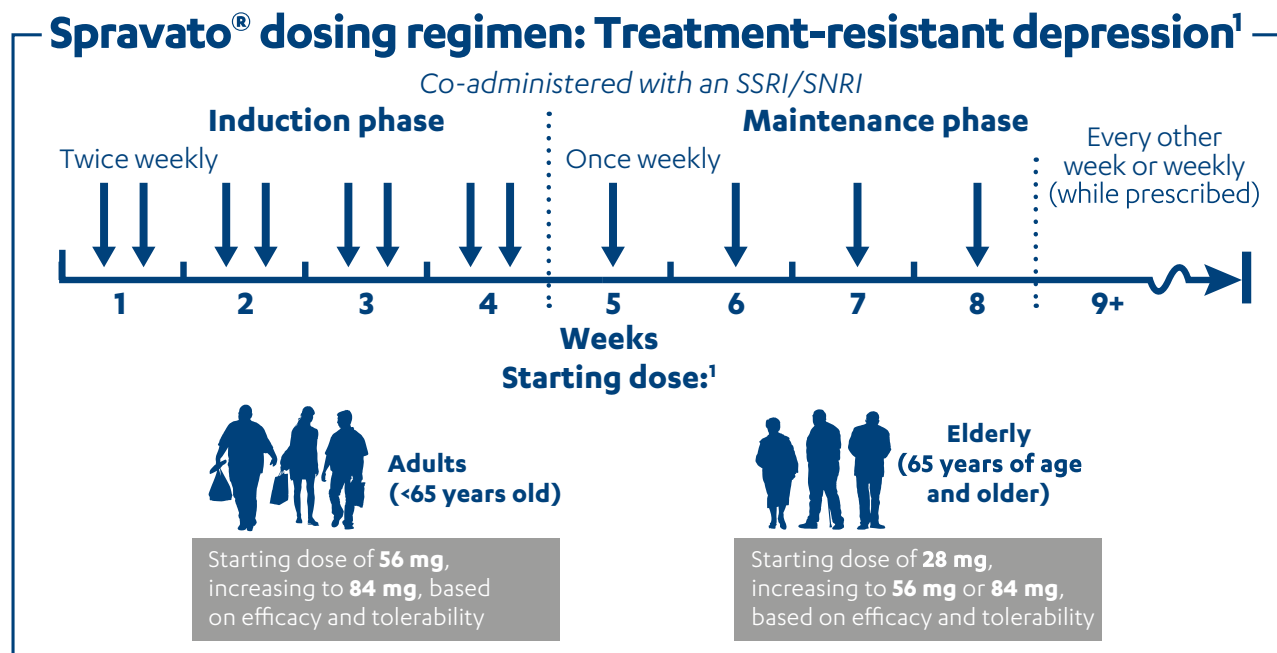 Spravato® dosing regimen: Treatment-resistant depression¹
Co-administered with an SSRI/SNRI
Induction phase
Maintenance phase
Twice weekly
Once weekly
Every other
week or weekly
(while prescribed)
1 2 3 4 5 6 7 8 9+
Weeks
Starting dose:¹
Adults
(<65 years old)
Starting dose of 56 mg,
increasing to 84 mg, based
on efficacy and tolerability
Elderly
(65 years of age
and older)
Starting dose of 28 mg,
increasing to 56 mg or 84 mg,
based on efficacy and tolerability